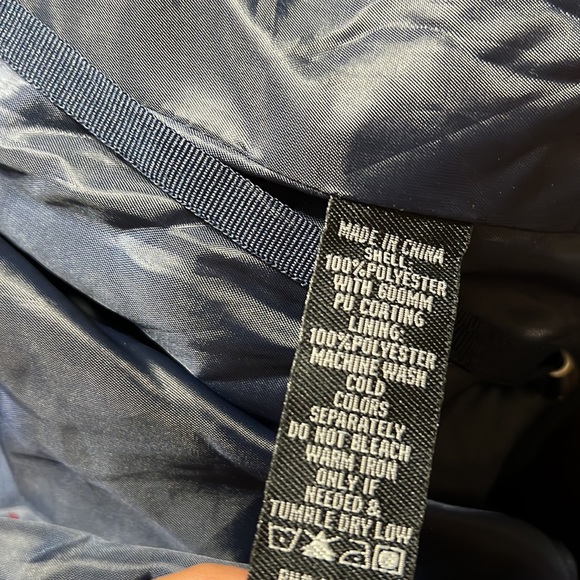 MADE IN CHINA
SHELL:
100%POLYESTER
WITH 600MM
PU COATING
LINING:
100%POLYESTER
MACHINE WASH
COLD
COLORS
SEPARATELY
DO NOT BLEACH
WARM IRON
ONLY IF
NEEDED &
TUMBLE DRY LOW